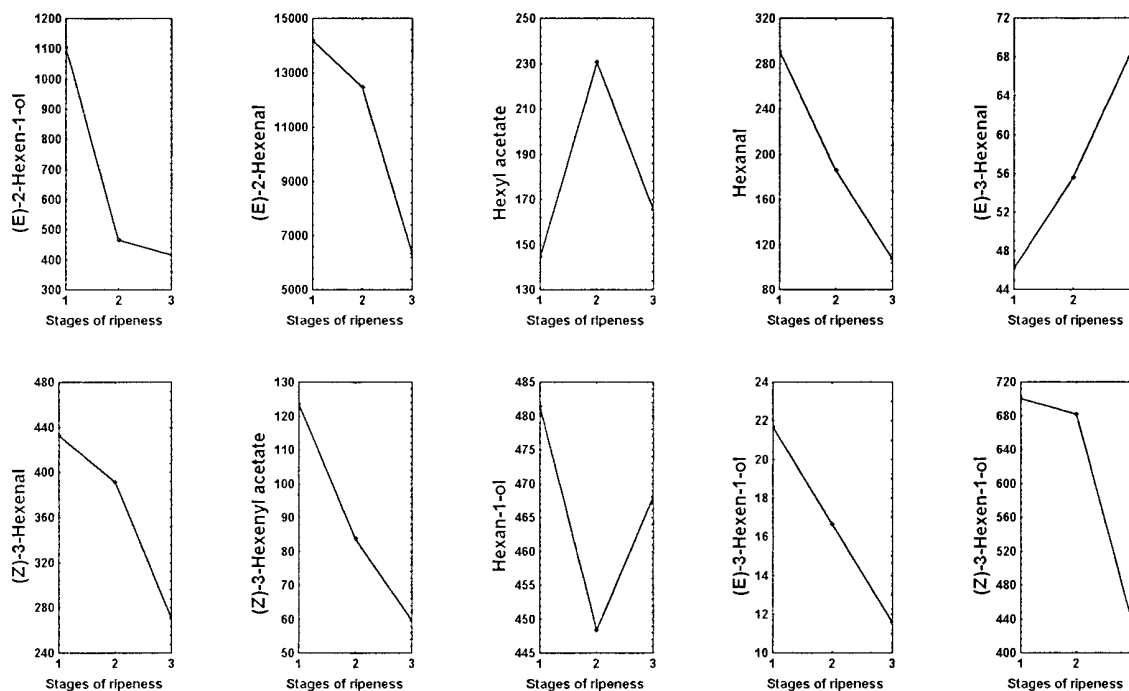 (E)-2-Hexen-1-ol
1200
1100
1000
900
800
700
600
500
400
300
1 2 3
Stages of ripeness
(E)-2-Hexenal
15000
13000
11000
9000
7000
5000
1 2 3
Stages of ripeness
Hexyl acetate
250
230
210
190
170
150
130
1 2 3
Stages of ripeness
Hexanal
320
280
240
200
160
120
80
1 2 3
Stages of ripeness
(E)-3-Hexenal
72
68
64
60
56
52
48
44
1 2 3
Stages of ripeness
(Z)-3-Hexenal
480
440
400
360
320
280
240
1 2 3
Stages of ripeness
(Z)-3-Hexenyl acetate
130
120
110
100
90
80
70
60
50
1 2 3
Stages of ripeness
Hexan-1-ol
485
480
475
470
465
460
455
450
445
1 2 3
Stages of ripeness
(E)-3-Hexen-1-ol
24
22
20
18
16
14
12
10
1 2 3
Stages of ripeness
(Z)-3-Hexen-1-ol
720
680
640
600
560
520
480
440
400
1 2 3
Stages of ripeness